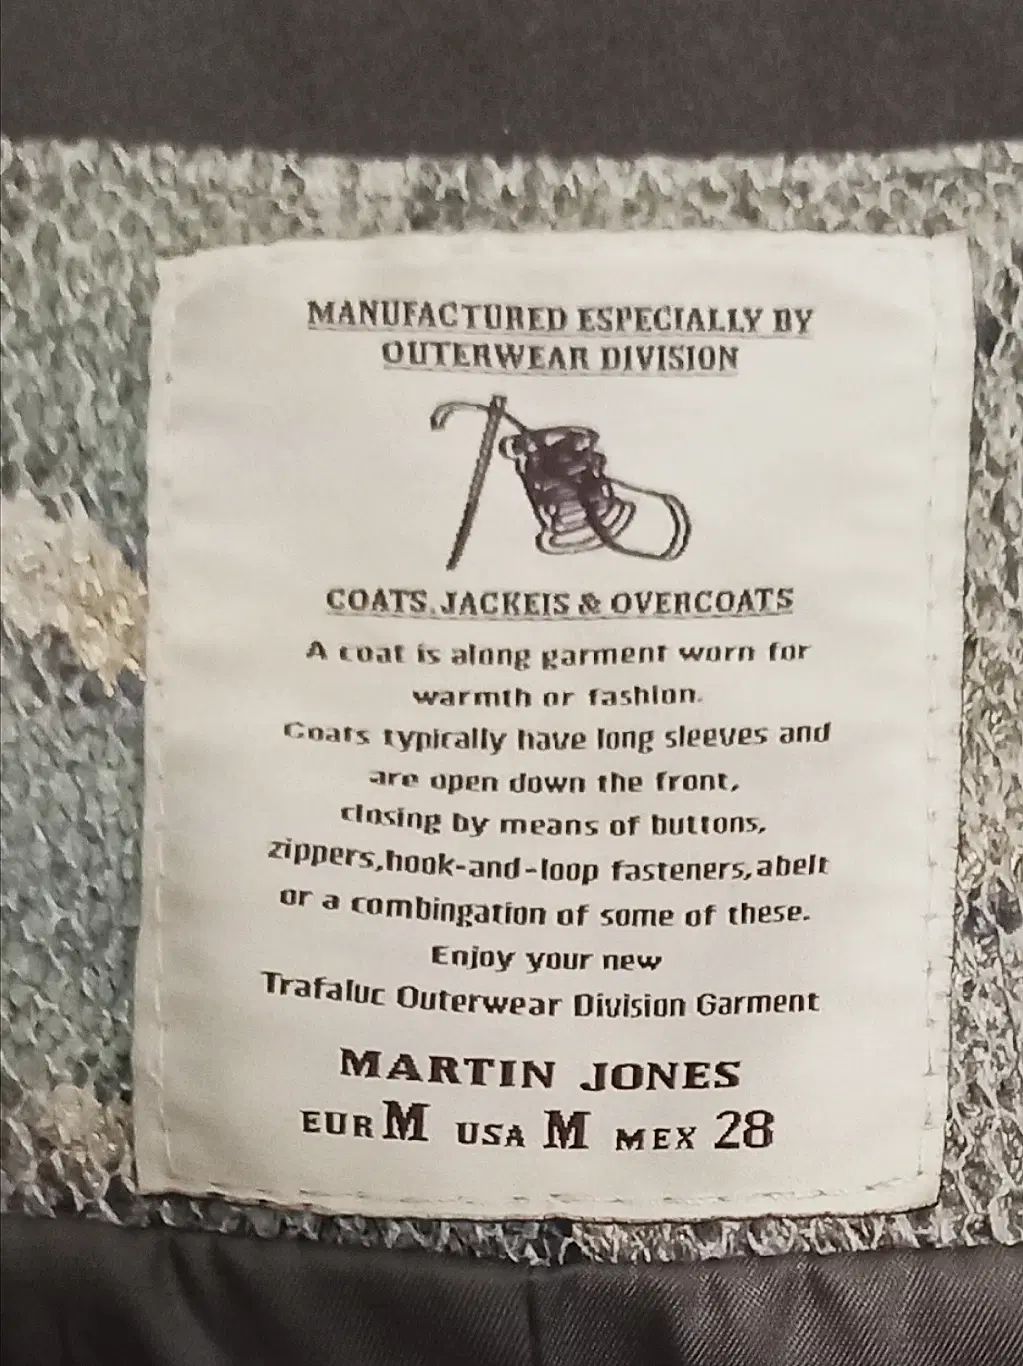 MANUFACTURED ESPECIALLY BY
OUTERWEAR DIVISION
COATS, JACKEIS & OVERCOATS
A coat is along garment worn for
warmth or fashion.
Coats typically have long sleeves and
are open down the front,
closing by means of buttons,
zippers,hook-and-loop fasteners,abelt
or a combingation of some of these.
Enjoy your new
Trafaluc Outerwear Division Garment
MARTIN JONES
EUR M USA M MEX 28